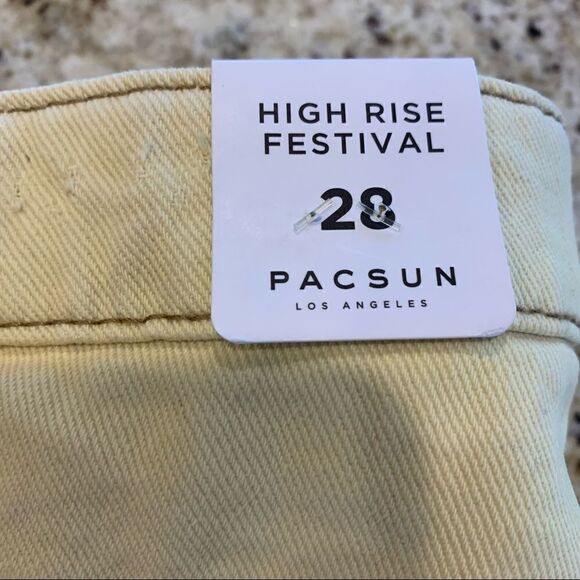 HIGH RISE
FESTIVAL
28
PACSUN
LOS ANGELES